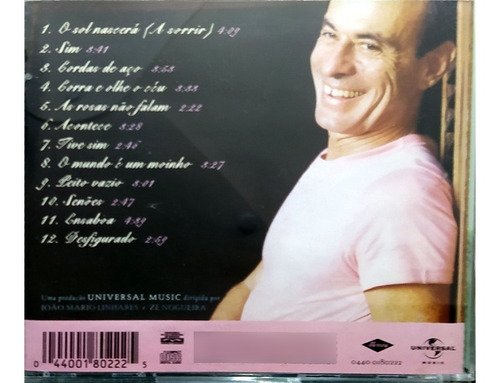 1. O sol nascerá (A sorrir) 4:29
2. Sim 3:41
3. Cordas de aço 3:53
4. Corra e olhe o céu 3:33
5. As rosas não falam 2:22
6. Acontece 3:28
7. Tive sim 2:46
8. O mundo é um moinho 3:27
9. Peito vazio 3:01
10. Senões 2:47
11. Ensaboa 4:39
12. Desfigurado 2:59
Uma produção UNIVERSAL MUSIC dirigida por
JOÃO MARIO LINHARES + ZÉ NOGUEIRA
0 44001 80222 5
0440 0180222
UNIVERSAL
MUSIC